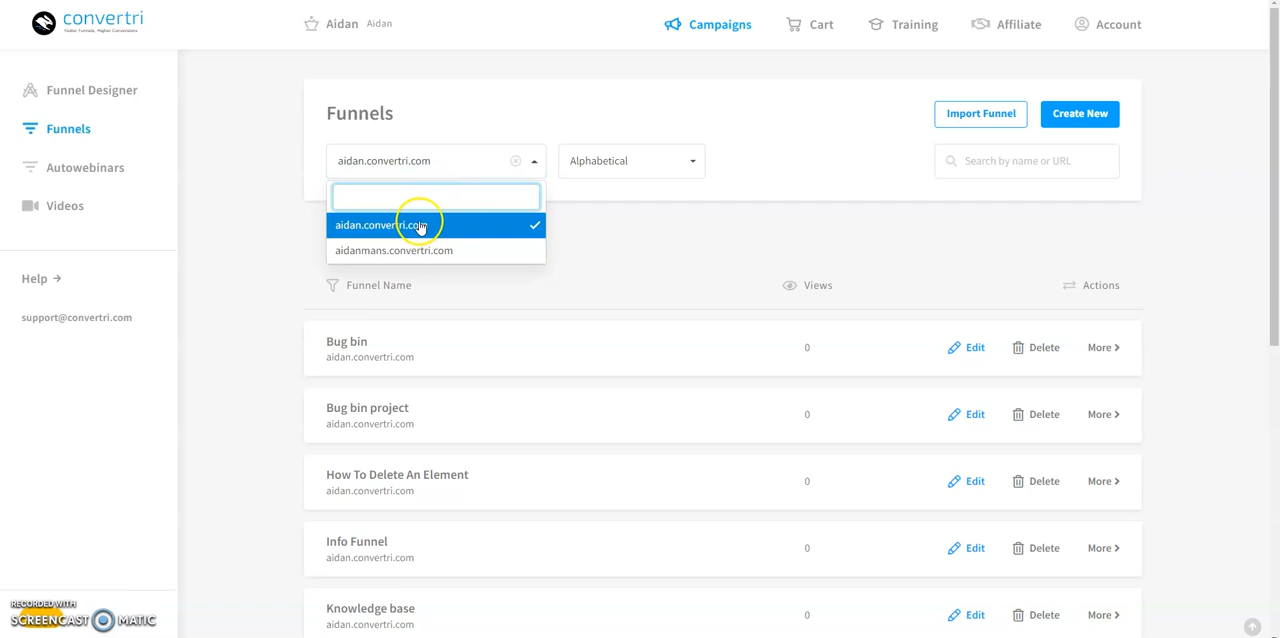 convertri
Faster Funnels, Higher Conversions
Aidan Aidan
Campaigns Cart Training Affiliate Account
Funnel Designer
Funnels
Autowebinars
Videos
Help →
support@convertri.com
Funnels
Import Funnel Create New
aidan.convertri.com Alphabetical Search by name or URL
aidan.convertri.com
aidanmans.convertri.com
Funnel Name Views Actions
Bug bin
aidan.convertri.com
0 Edit Delete More
Bug bin project
aidan.convertri.com
0 Edit Delete More
How To Delete An Element
aidan.convertri.com
0 Edit Delete More
Info Funnel
aidan.convertri.com
0 Edit Delete More
Knowledge base
aidan.convertri.com
0 Edit Delete More
RECORDED WITH
SCREENCAST MATIC